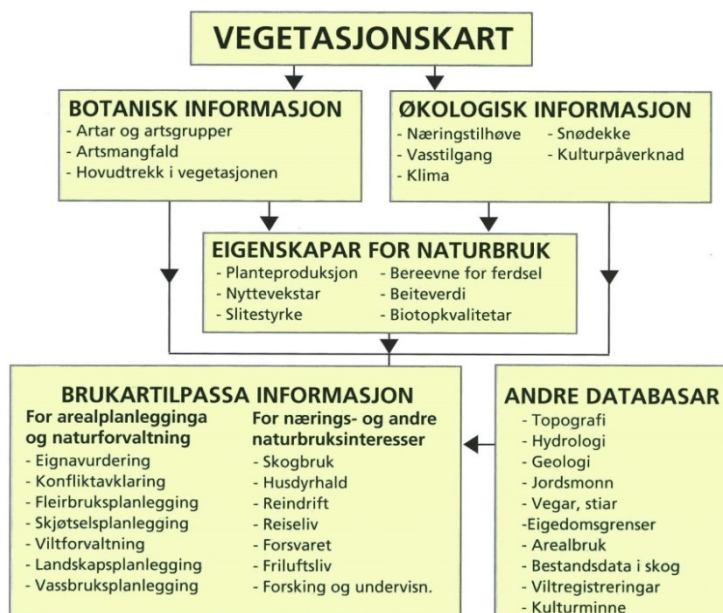 VEGETASJONSKART
BOTANISK INFORMASJON
- Artar og artsgrupper
- Artsmangfald
- Hovudtrekk i vegetasjonen
ØKOLOGISK INFORMASJON
- Næringstilhøve
- Vasstilgang
- Klima
- Snødekke
- Kulturpåverknad
EIGENSKAPAR FOR NATURBRUK
- Planteproduksjon
- Nyttevekstar
- Slitestyrke
- Bereevne for ferdsel
- Beiteverdi
- Biotopkvalitetar
BRUKARTILPASSA INFORMASJON
For arealplanlegginga
og naturforvaltning
- Eignavurdering
- Konfliktavklaring
- Fleirbruksplanlegging
- Skjøtselsplanlegging
- Viltforvaltning
- Landskapsplanlegging
- Vassbruksplanlegging
For nærings- og andre
naturbruksinteresser
- Skogbruk
- Husdyrhald
- Reindrift
- Reiseliv
- Forsvaret
- Friluftsliv
- Forsking og undervisn.
ANDRE DATABASAR
- Topografi
- Hydrologi
- Geologi
- Jordsmonn
- Vegar, stiar
-Eigedomsgrenser
- Arealbruk
- Bestandsdata i skog
- Viltregistreringar
- Kulturminne